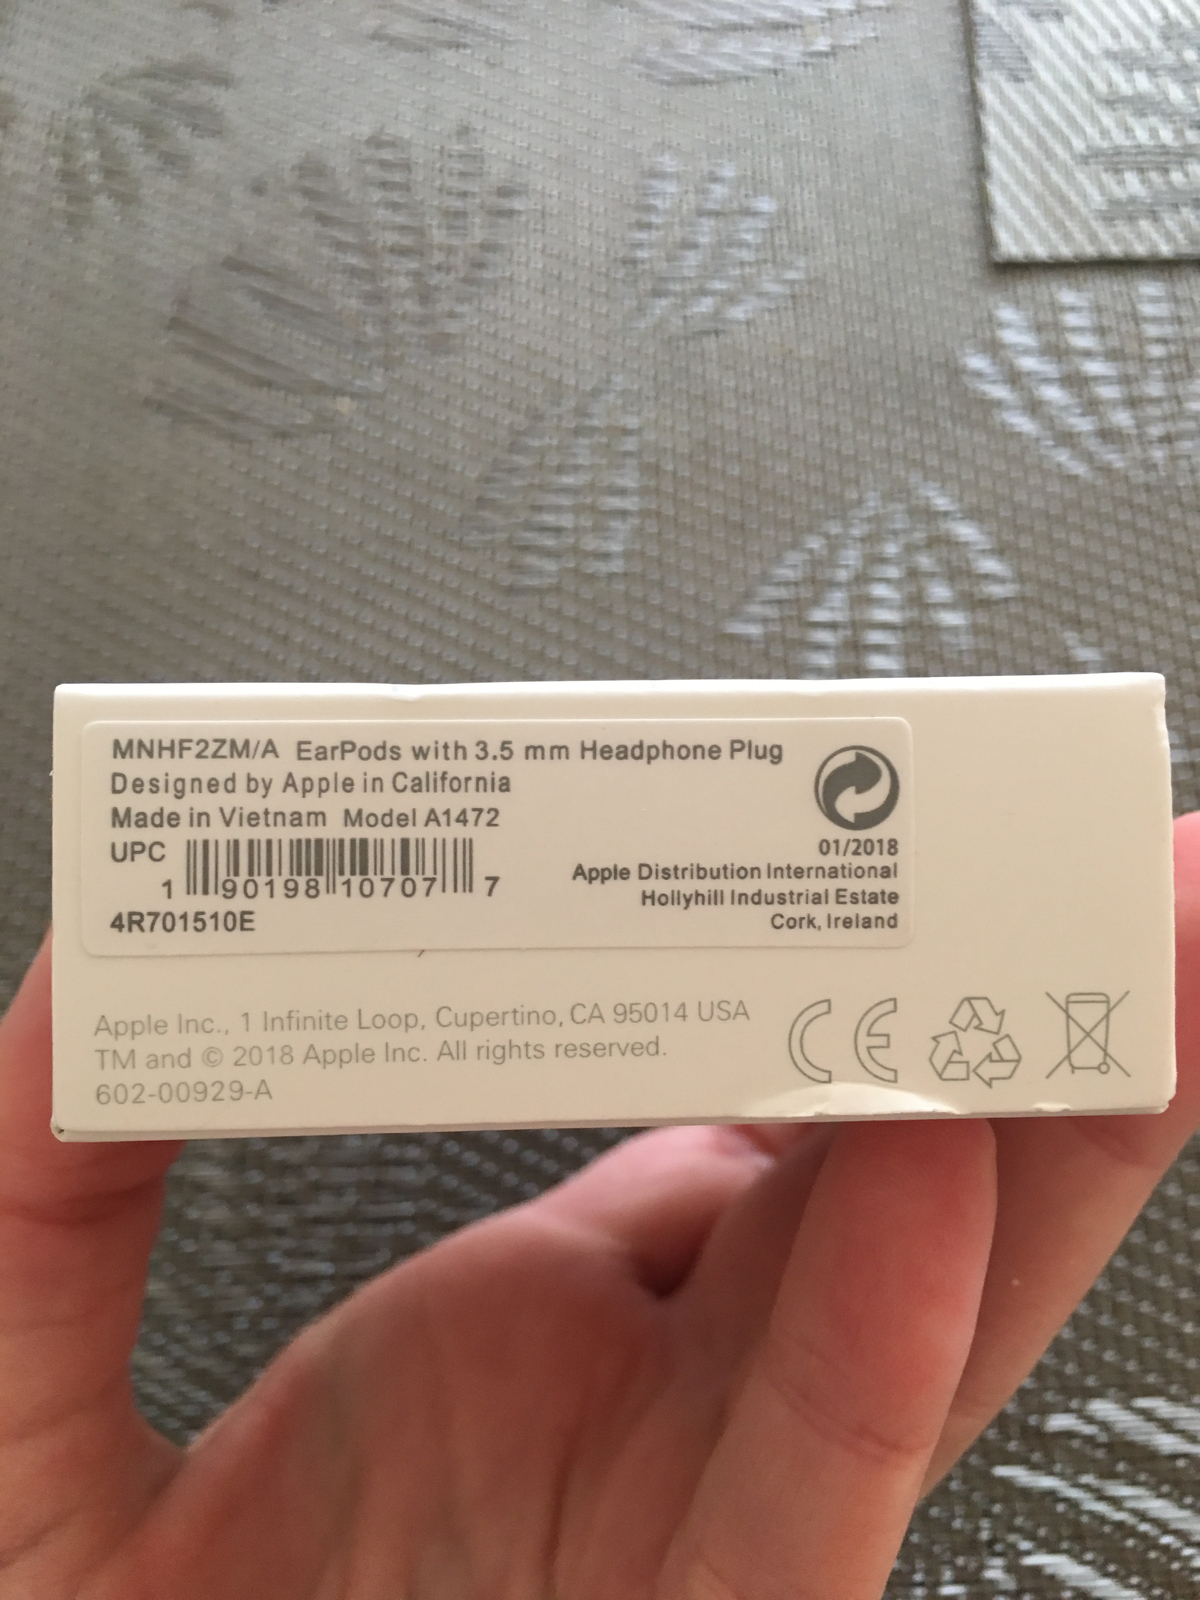 MNHF2ZM/A EarPods with 3.5 mm Headphone Plug
Designed by Apple in California
Made in Vietnam Model A1472
UPC
1 90198 10707 7
4R701510E
01/2018
Apple Distribution International
Hollyhill Industrial Estate
Cork, Ireland
Apple Inc., 1 Infinite Loop, Cupertino, CA 95014 USA
TM and © 2018 Apple Inc. All rights reserved.
602-00929-A
CE